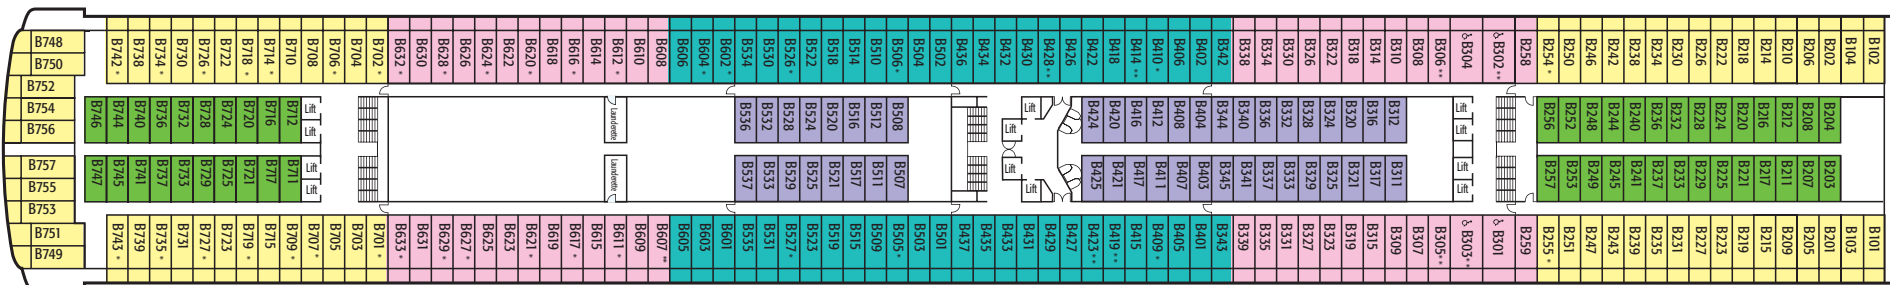 B748
B750
B752
B754
B756
B757
B755
B753
B751
B749
B742 *
B738
B734 *
B730
B726 *
B722
B718 *
B714 *
B710
B708 *
B706 *
B704
B702 *
B632 *
B630
B628 *
B626
B624 *
B622
B620 *
B618
B616 *
B614
B612 *
B610
B608
B606
B604 *
B602 *
B534
B530
B526 *
B522
B518
B514
B510
B506 *
B504
B502
B436
B434
B432
B430
B428 **
B426
B422
B418
B414 **
B410 *
B406
B402
B342
B338
B334
B330
B326
B322
B318
B314
B310
B308
B306 **
B304
B302 **
B258
B254 *
B250
B246
B242
B238
B234
B230
B226
B222
B218
B214
B210
B206
B202
B104
B102
B746
B744
B740
B736
B732
B728
B724
B720
B716
B712
Lift
Lift
Launderette
B536
B532
B528
B524
B520
B516
B512
B508
Lift
Lift
B424
B420
B416
B412
B408
B404
B344
B340
B336
B332
B328
B324
B320
B316
B312
Lift
Lift
B256
B252
B248
B244
B240
B236
B232
B228
B224
B220
B216
B212
B208
B204
B747
B745
B741
B737
B733
B729
B725
B721
B717
B711
Lift
Lift
Launderette
B537
B533
B529
B525
B521
B517
B511
B507
Lift
Lift
B425
B421
B417
B411
B407
B403
B345
B341
B337
B333
B329
B325
B321
B317
B311
Lift
Lift
B257
B253
B249
B245
B241
B237
B233
B229
B225
B221
B217
B211
B207
B203
B743 *
B739
B735 *
B731
B727 *
B723
B719 *
B715
B709 *
B707 *
B705
B703
B701 *
B633 *
B631
B629 *
B627 *
B625
B623
B621 *
B619
B617 *
B615
B611 *
B609
B607 **
B605
B603
B601
B535
B531
B527 *
B523
B519
B515
B509
B505 *
B503
B501
B437
B435
B433
B431
B429
B427
B423 **
B419 **
B415
B409 *
B405
B401
B343
B339
B335
B331
B327
B323
B319
B315
B309
B307
B305 **
B303 **
B301
B259
B255 *
B251
B247
B243
B239
B235
B231
B227
B223
B219
B215
B209
B205
B201
B103
B101